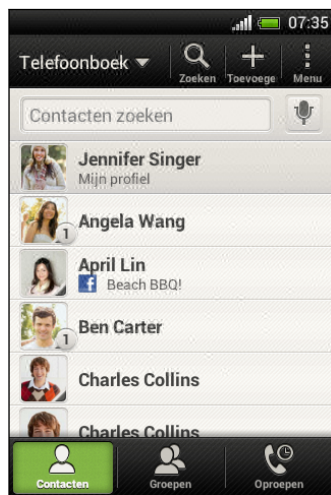 07:35
Telefoonboek
Zoeken
Toevoege
Menu
Contacten zoeken
Jennifer Singer
Mijn profiel
Angela Wang
1
April Lin
f Beach BBQ!
Ben Carter
1
Charles Collins
Charles Collins
Contacten
Groepen
Oproepen